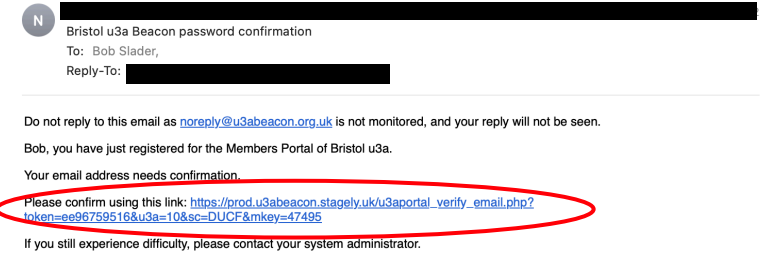 N
Bristol u3a Beacon password confirmation
To: Bob Slader,
Reply-To:
Do not reply to this email as noreply@u3abeacon.org.uk is not monitored, and your reply will not be seen.
Bob, you have just registered for the Members Portal of Bristol u3a.
Your email address needs confirmation.
Please confirm using this link: https://prod.u3abeacon.stagely.uk/u3aportal_verify_email.php?
token=ee96759516&u3a=10&sc=DUCF&mkey=47495
If you still experience difficulty, please contact your system administrator.